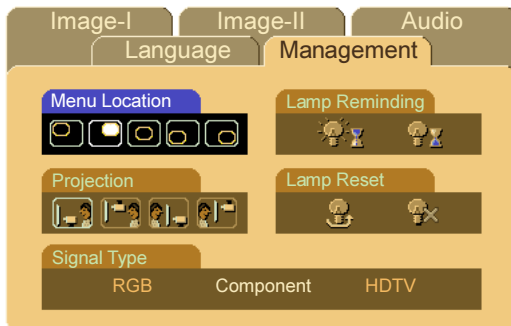 Image-I Image-II Audio
Language Management
Menu Location Lamp Reminding
Projection Lamp Reset
Signal Type
RGB Component HDTV